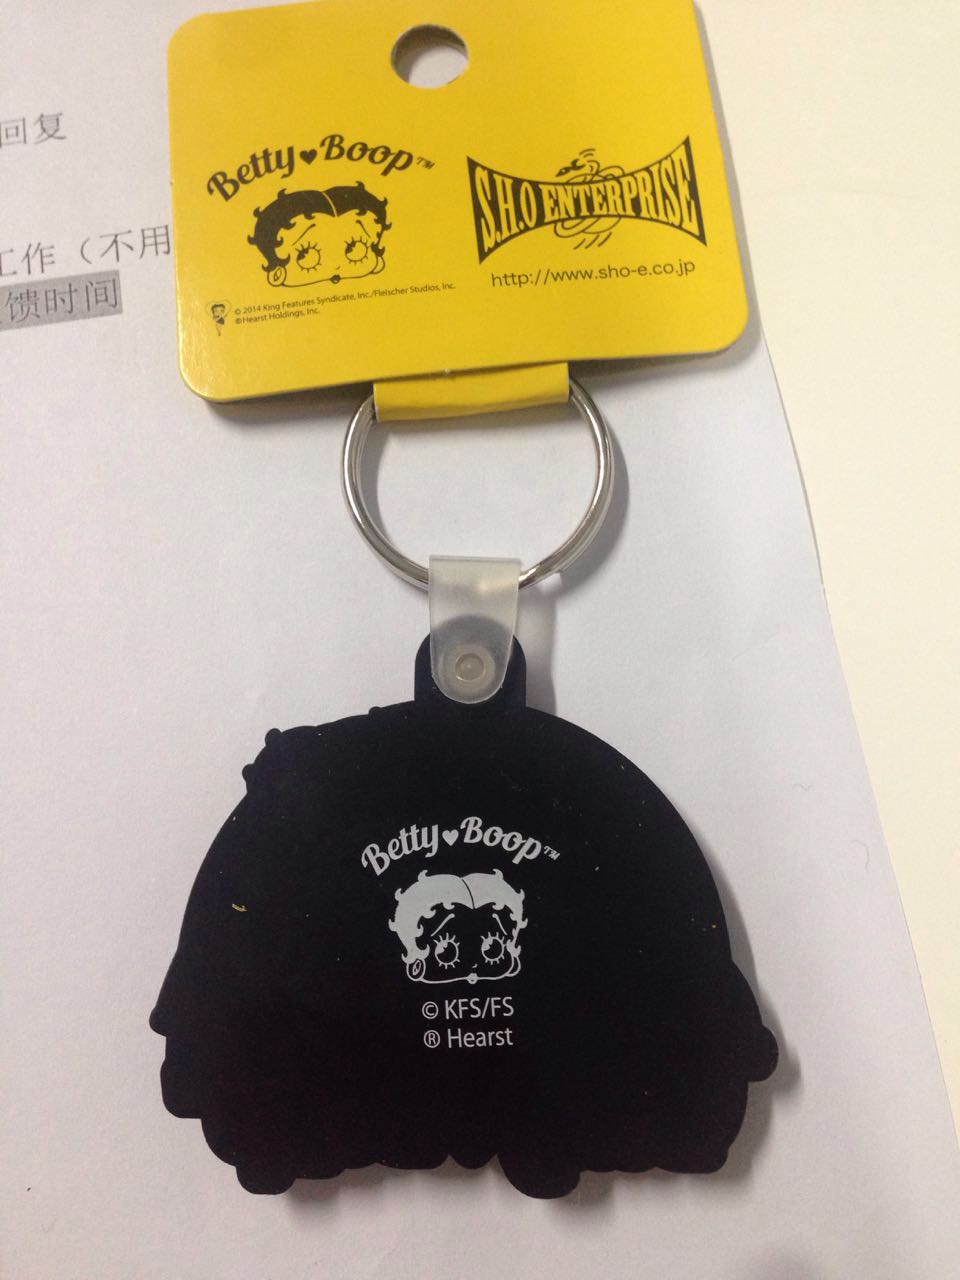 回复
工作（不用
馈时间
Betty♥Boop™
S.H.O ENTERPRISE
http://www.sho-e.co.jp
© 2014 King Features Syndicate, Inc./Fleischer Studios, Inc.
®Hearst Holdings, Inc.
Betty♥Boop™
© KFS/FS
® Hearst